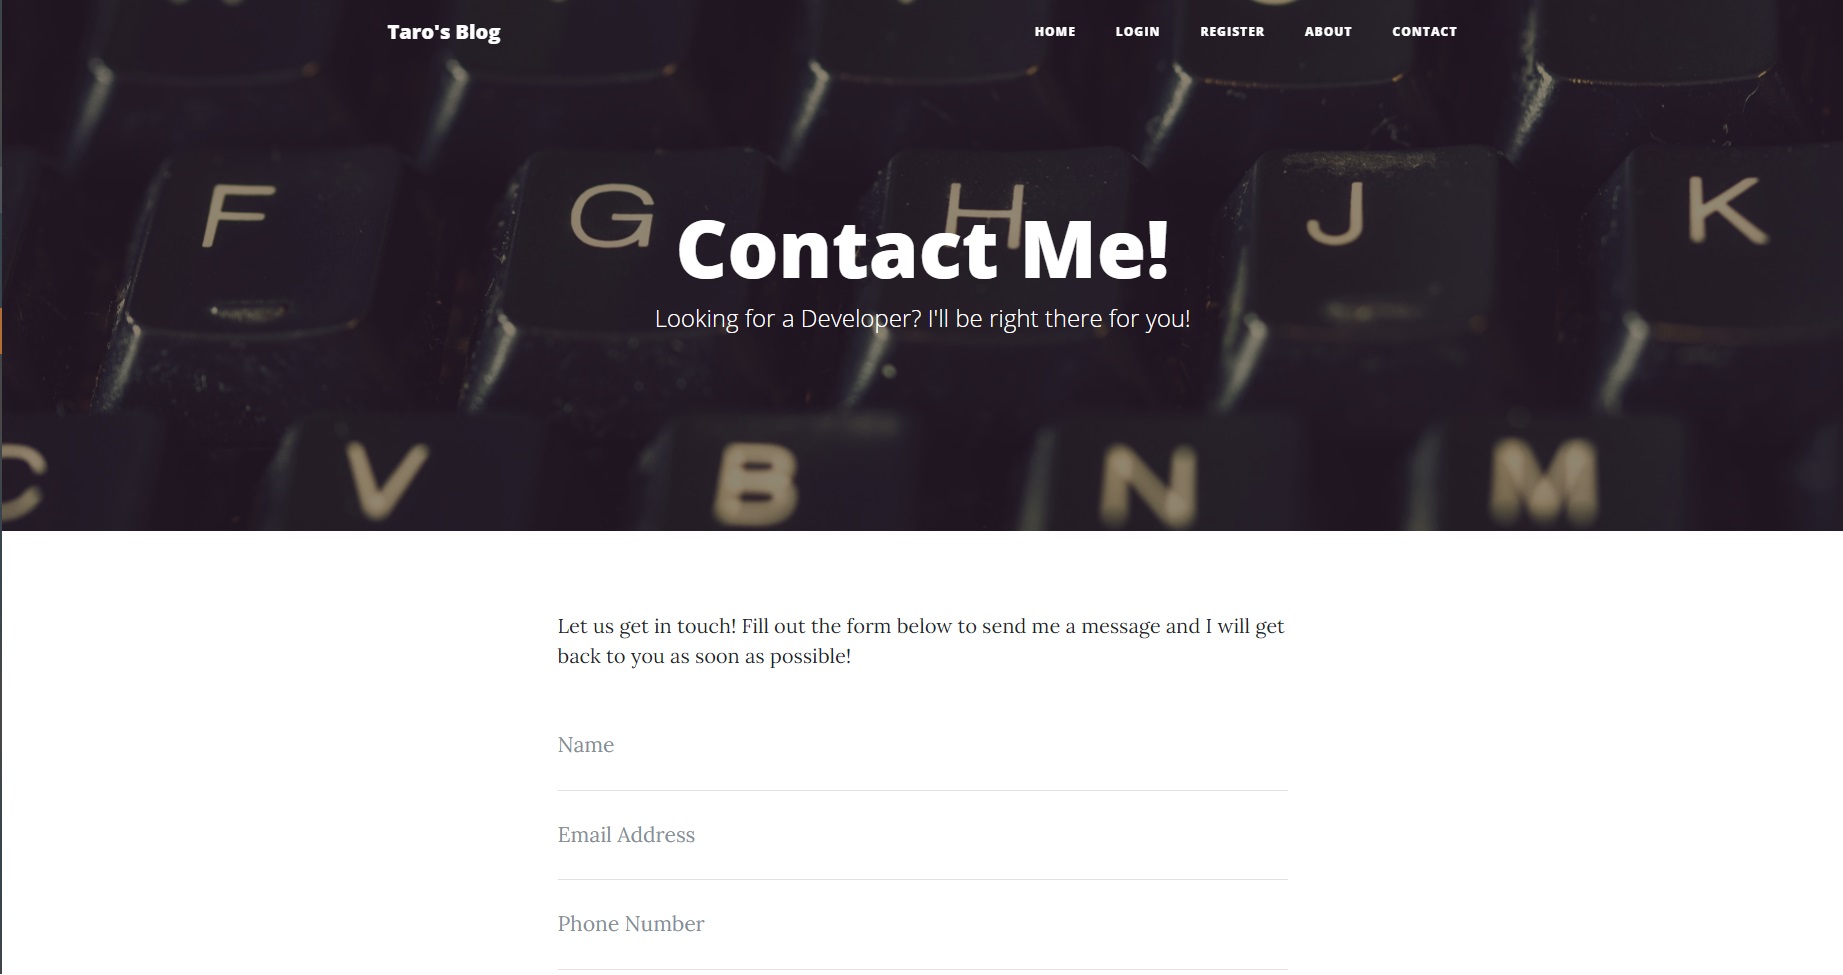 Taro's Blog
HOME LOGIN REGISTER ABOUT CONTACT
F G H J K
Contact Me!
Looking for a Developer? I'll be right there for you!
C V B N M
Let us get in touch! Fill out the form below to send me a message and I will get
back to you as soon as possible!
Name
Email Address
Phone Number